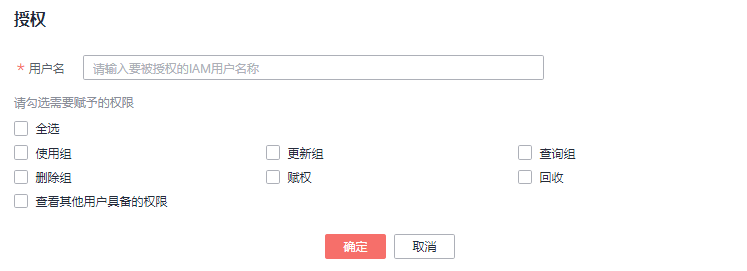 授权
* 用户名 请输入要被授权的IAM用户名称
请勾选需要赋予的权限
全选
使用组 更新组 查询组
删除组 赋权 回收
查看其他用户具备的权限
确定 取消